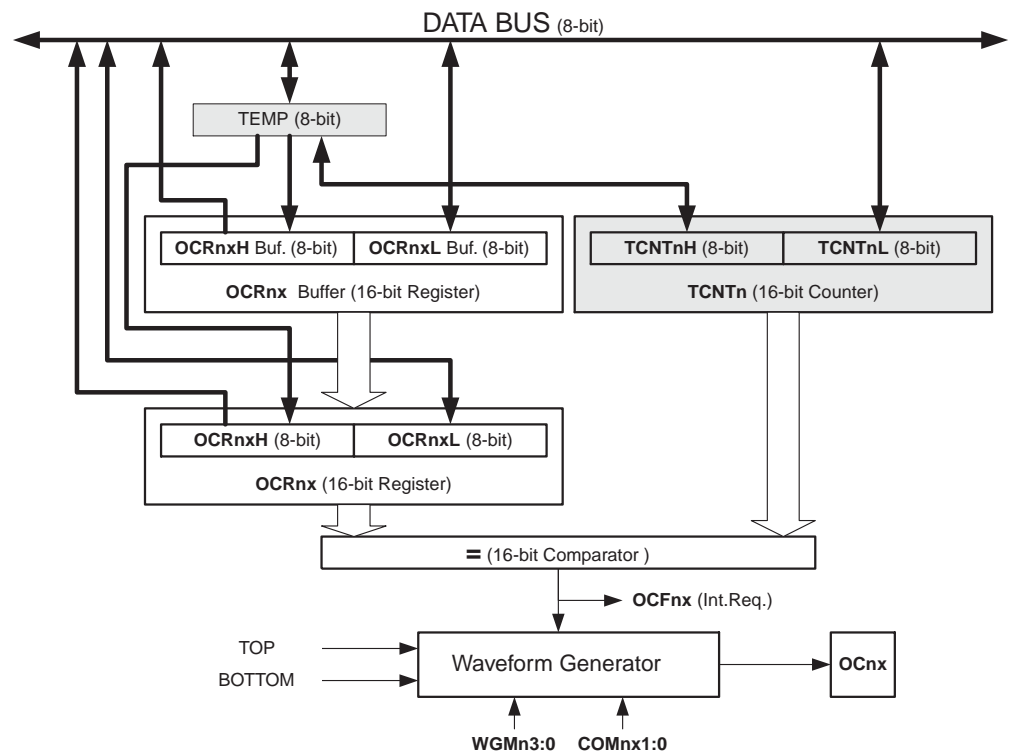 DATA BUS (8-bit)
TEMP (8-bit)
OCRnxH Buf. (8-bit) OCRnxL Buf. (8-bit)
OCRnx Buffer (16-bit Register)
TCNTnH (8-bit) TCNTnL (8-bit)
TCNTn (16-bit Counter)
OCRnxH (8-bit) OCRnxL (8-bit)
OCRnx (16-bit Register)
= (16-bit Comparator )
OCFnx (Int.Req.)
TOP
BOTTOM
Waveform Generator
OCnx
WGMn3:0 COMnx1:0